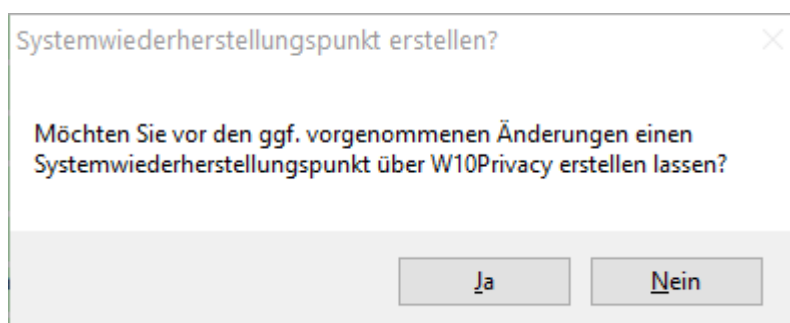 Systemwiederherstellungspunkt erstellen?
Möchten Sie vor den ggf. vorgenommenen Änderungen einen
Systemwiederherstellungspunkt über W10Privacy erstellen lassen?
Ja
Nein